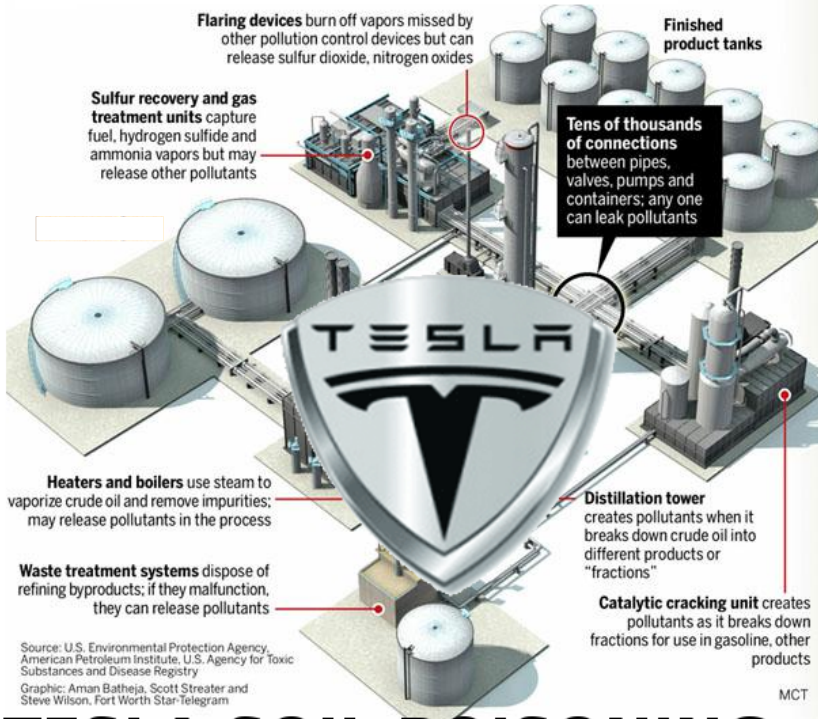 Flaring devices burn off vapors missed by
other pollution control devices but can
release sulfur dioxide, nitrogen oxides
Finished
product tanks
Sulfur recovery and gas
treatment units capture
fuel, hydrogen sulfide and
ammonia vapors but may
release other pollutants
Tens of thousands
of connections
between pipes,
valves, pumps and
containers; any one
can leak pollutants
TESLA
Heaters and boilers use steam to
vaporize crude oil and remove impurities;
may release pollutants in the process
Distillation tower
creates pollutants when it
breaks down crude oil into
different products or
“fractions”
Waste treatment systems dispose of
refining byproducts; if they malfunction,
they can release pollutants
Catalytic cracking unit creates
pollutants as it breaks down
fractions for use in gasoline, other
products
Source: U.S. Environmental Protection Agency,
American Petroleum Institute, U.S. Agency for Toxic
Substances and Disease Registry
Graphic: Aman Batheja, Scott Streater and
Steve Wilson, Fort Worth Star-Telegram
MCT